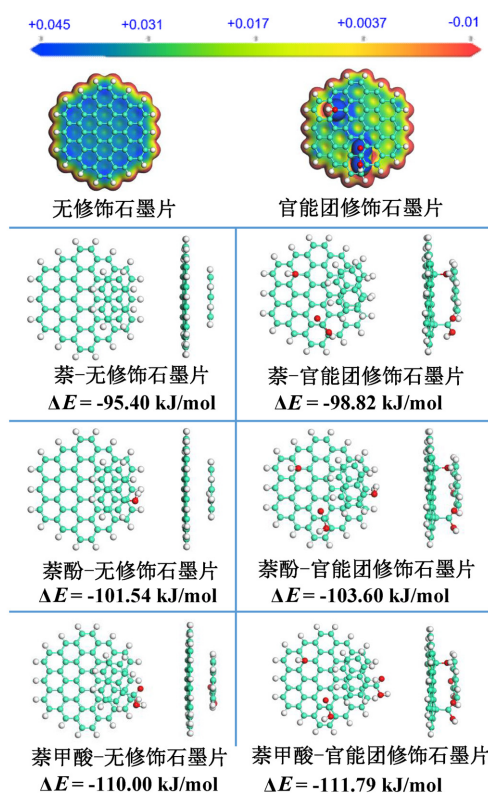 +0.045 +0.031 +0.017 +0.0037 -0.01
无修饰石墨片 官能团修饰石墨片
萘-无修饰石墨片 萘-官能团修饰石墨片
ΔE = -95.40 kJ/mol ΔE = -98.82 kJ/mol
萘酚-无修饰石墨片 萘酚-官能团修饰石墨片
ΔE = -101.54 kJ/mol ΔE = -103.60 kJ/mol
萘甲酸-无修饰石墨片 萘甲酸-官能团修饰石墨片
ΔE = -110.00 kJ/mol ΔE = -111.79 kJ/mol